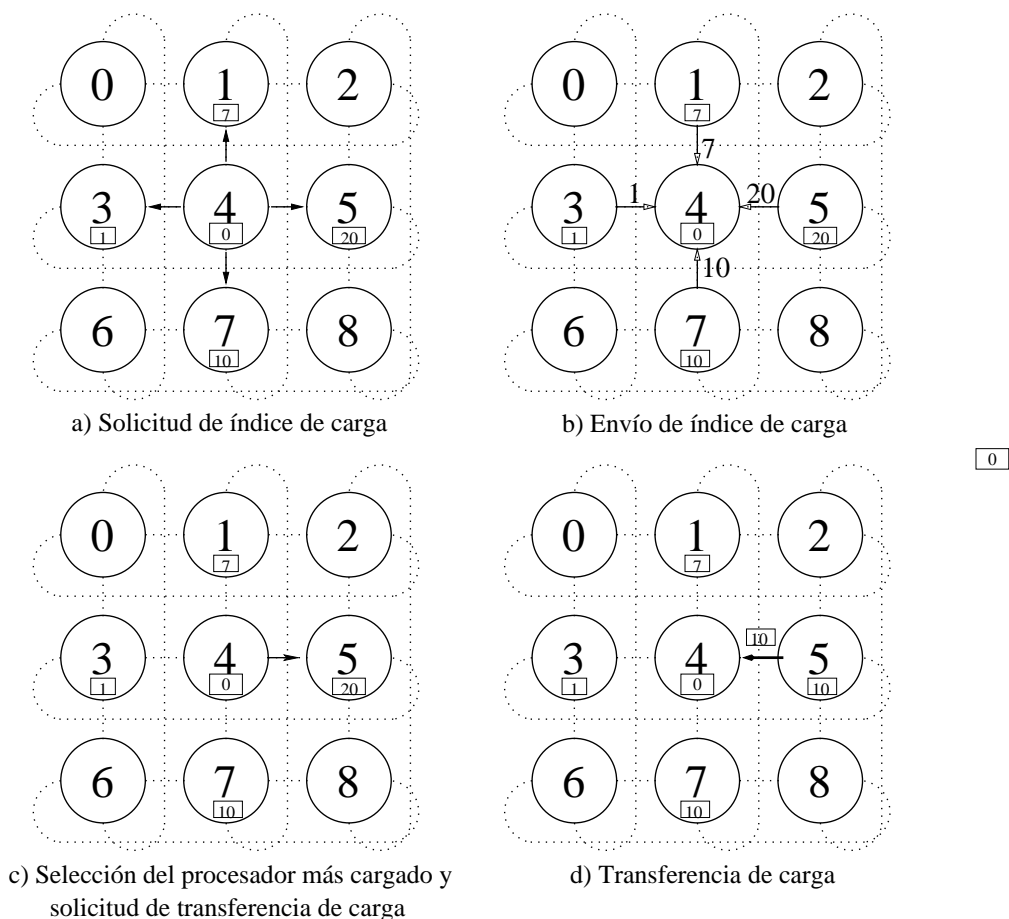 0 1 2
7 7
3 4 5
1 0 20
6 7 8
10
a) Solicitud de índice de carga
0 1 2
7
7
3 1 4 20 5
1 0 20
10
6 7 8
10
b) Envío de índice de carga
0
0 1 2
7
3 4 5
1 0 20
6 7 8
10
c) Selección del procesador más cargado y
solicitud de transferencia de carga
0 1 2
7
10
3 4 5
1 0 10
6 7 8
10
d) Transferencia de carga